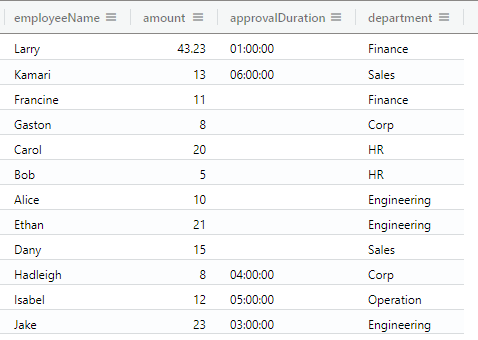 employeeName amount approvalDuration department
Larry 43.23 01:00:00 Finance
Kamari 13 06:00:00 Sales
Francine 11 Finance
Gaston 8 Corp
Carol 20 HR
Bob 5 HR
Alice 10 Engineering
Ethan 21 Engineering
Dany 15 Sales
Hadleigh 8 04:00:00 Corp
Isabel 12 05:00:00 Operation
Jake 23 03:00:00 Engineering